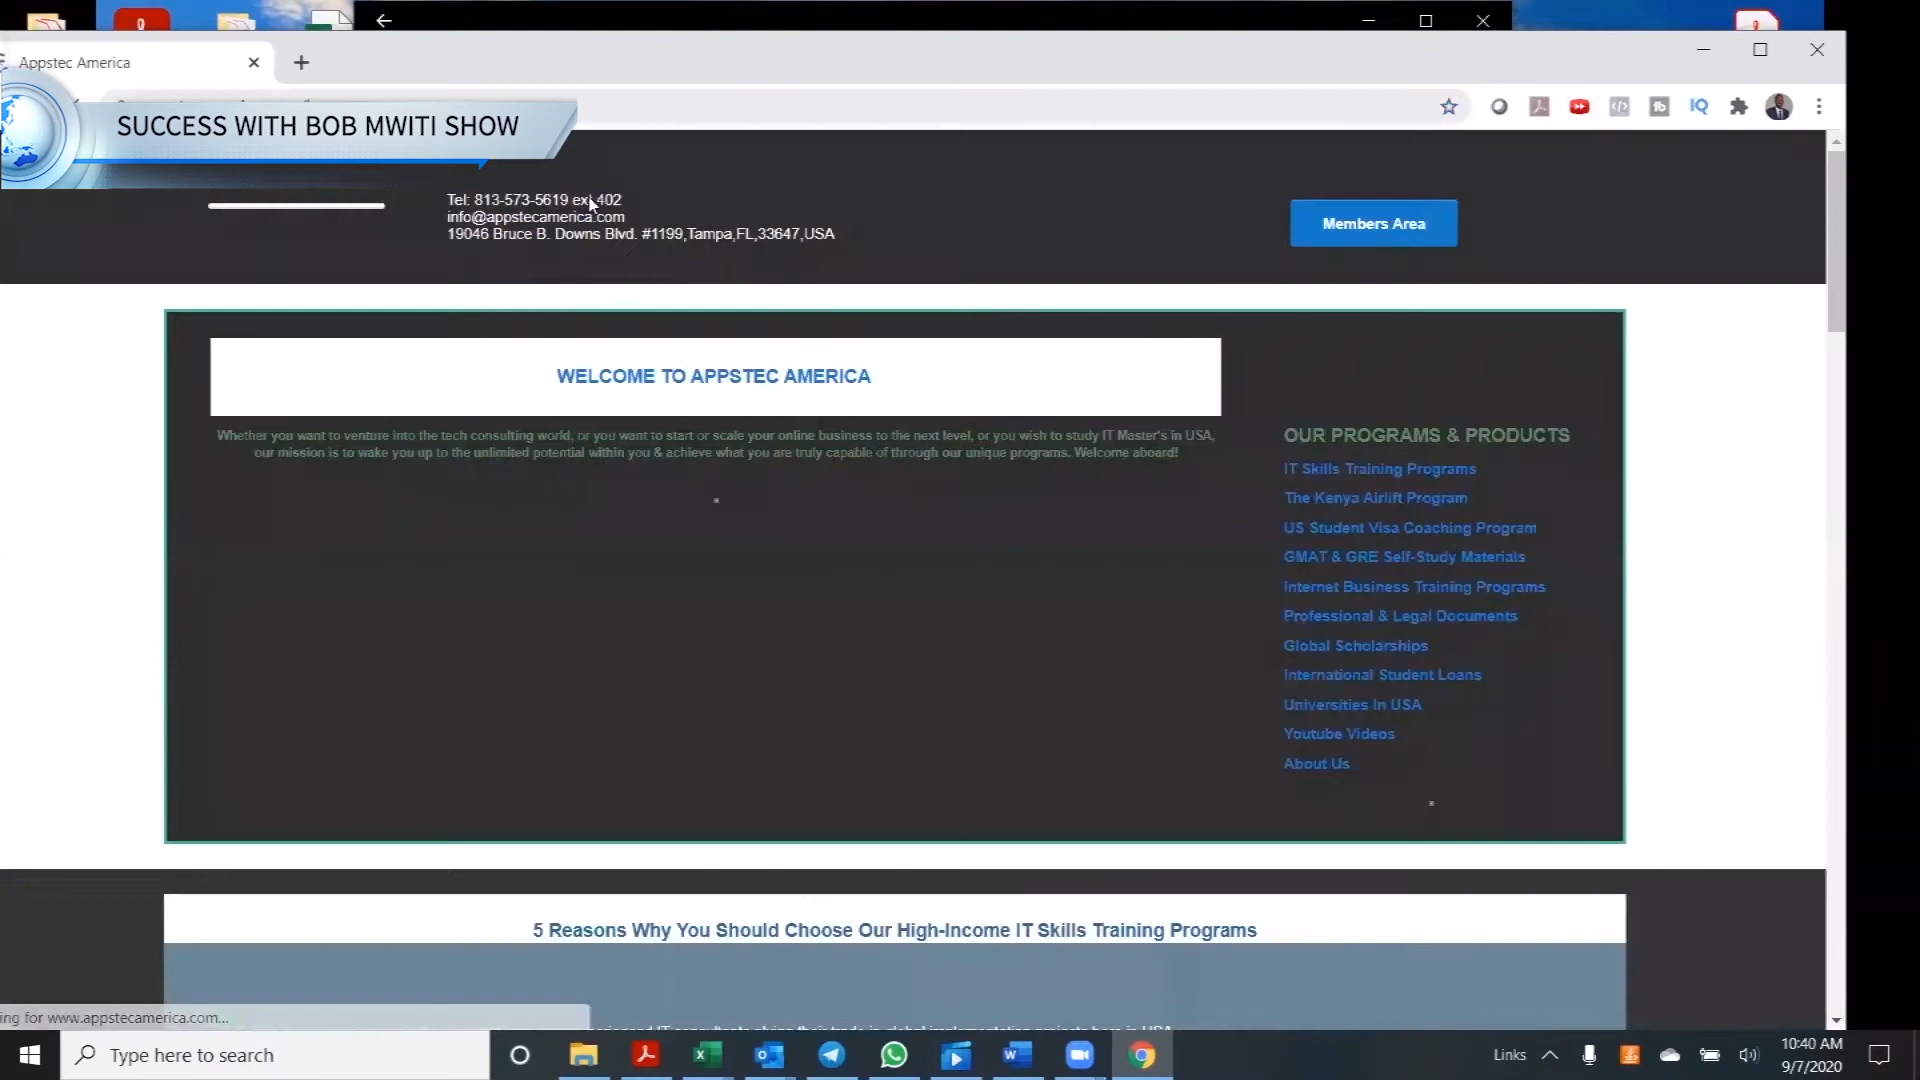 Appstec America
SUCCESS WITH BOB MWITI SHOW
Tel: 813-573-5619 ext 402
info@appstecamerica.com
19046 Bruce B. Downs Blvd. #1199,Tampa,FL,33647,USA
Members Area
WELCOME TO APPSTEC AMERICA
Whether you want to venture into the tech consulting world, or you want to start or scale your online business to the next level, or you wish to study IT Master's in USA,
our mission is to wake you up to the unlimited potential within you & achieve what you are truly capable of through our unique programs. Welcome aboard!
OUR PROGRAMS & PRODUCTS
IT Skills Training Programs
The Kenya Airlift Program
US Student Visa Coaching Program
GMAT & GRE Self-Study Materials
Internet Business Training Programs
Professional & Legal Documents
Global Scholarships
International Student Loans
Universities In USA
Youtube Videos
About Us
5 Reasons Why You Should Choose Our High-Income IT Skills Training Programs
ing for www.appstecamerica.com...
Type here to search
Links
10:40 AM
9/7/2020